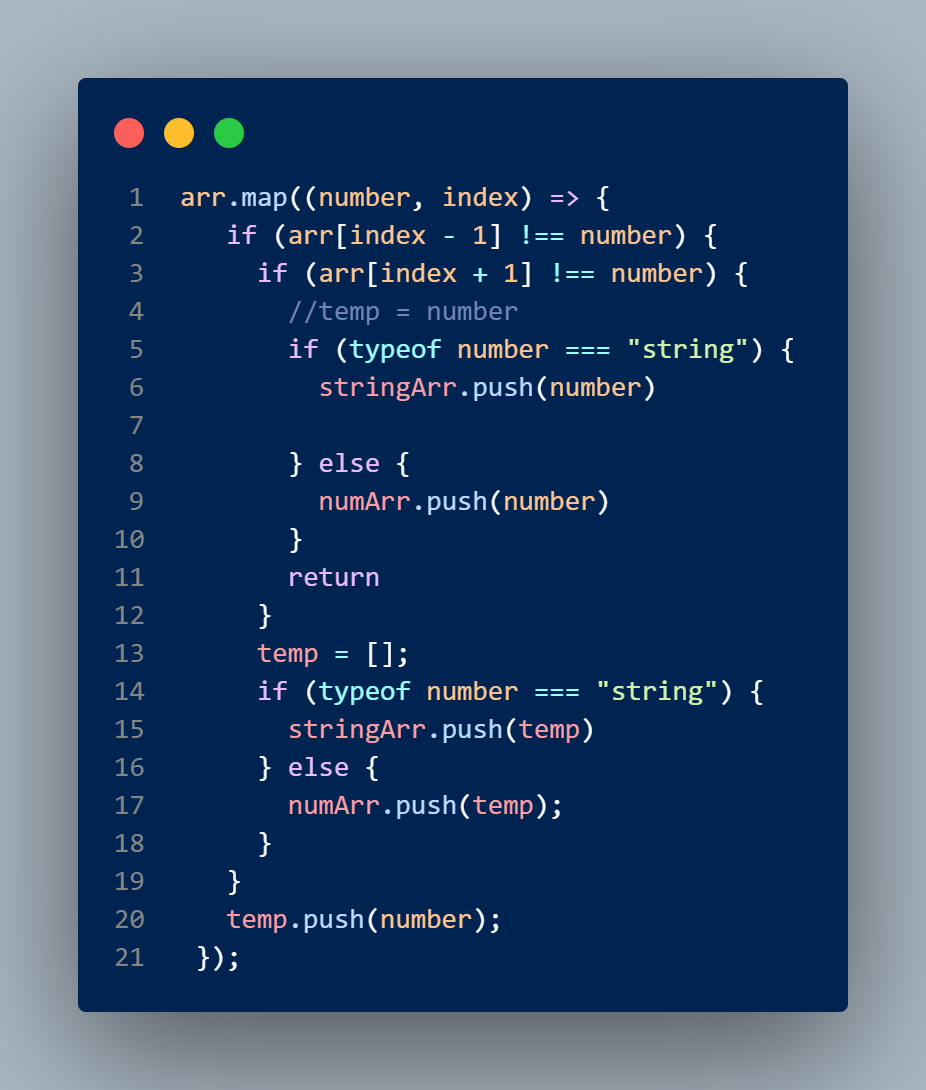 1 arr.map((number, index) => {
2 if (arr[index - 1] !== number) {
3 if (arr[index + 1] !== number) {
4 //temp = number
5 if (typeof number === "string") {
6 stringArr.push(number)
7
8 } else {
9 numArr.push(number)
10 }
11 return
12 }
13 temp = [];
14 if (typeof number === "string") {
15 stringArr.push(temp)
16 } else {
17 numArr.push(temp);
18 }
19 }
20 temp.push(number);
21 });